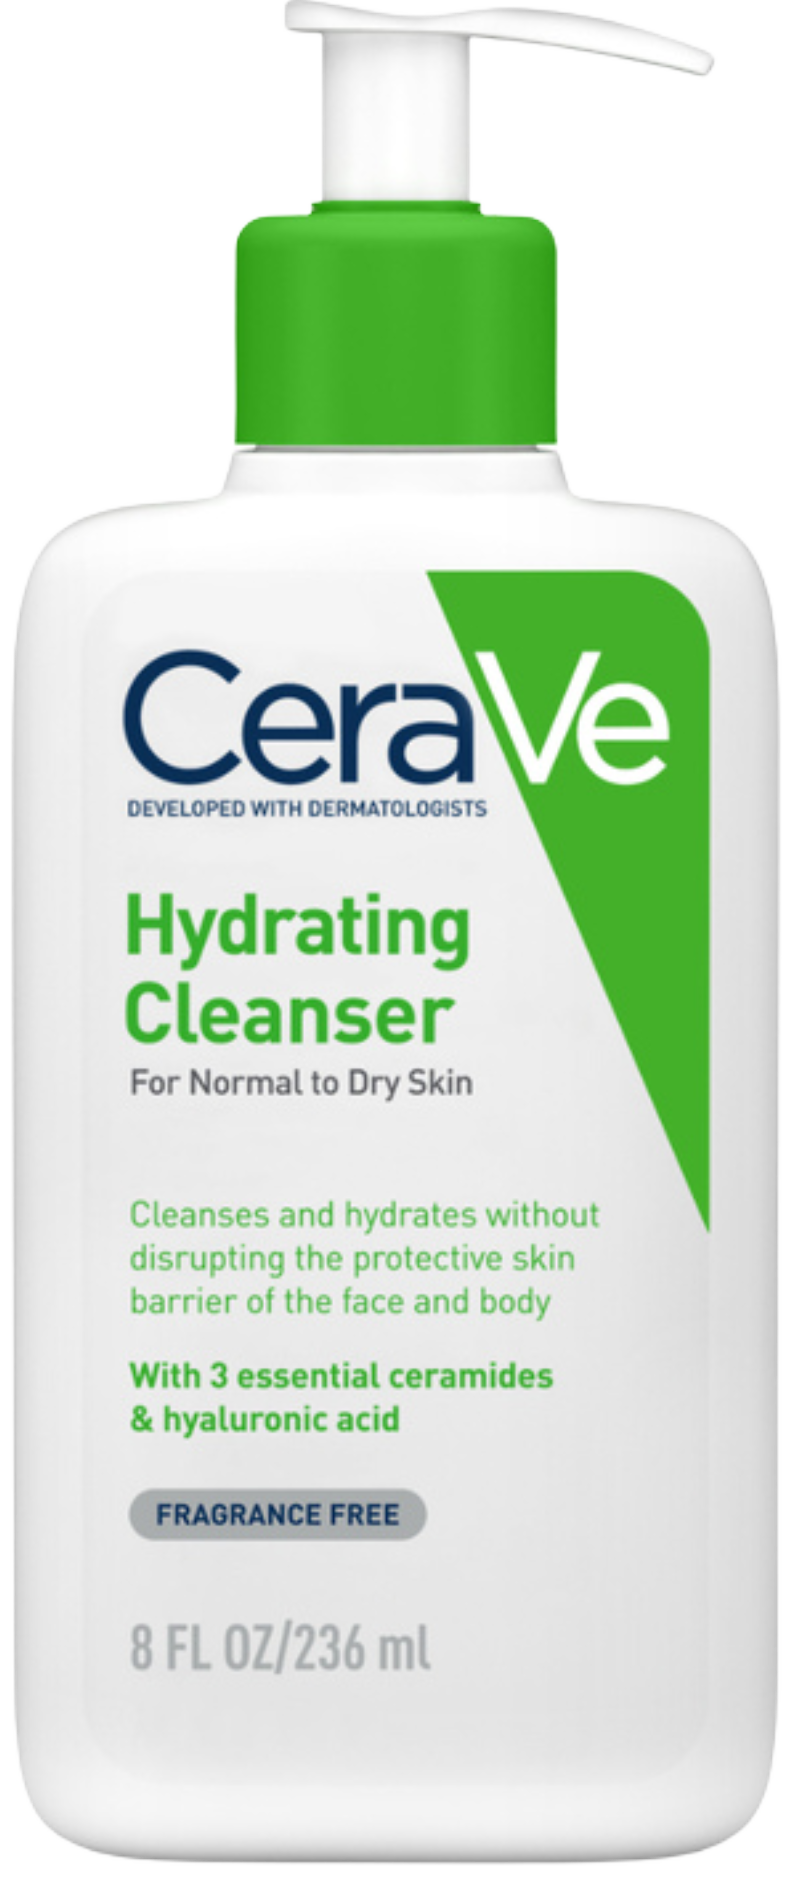 CeraVe
DEVELOPED WITH DERMATOLOGISTS
Hydrating
Cleanser
For Normal to Dry Skin
Cleanses and hydrates without
disrupting the protective skin
barrier of the face and body
With 3 essential ceramides
& hyaluronic acid
FRAGRANCE FREE
8 FL OZ/236 ml